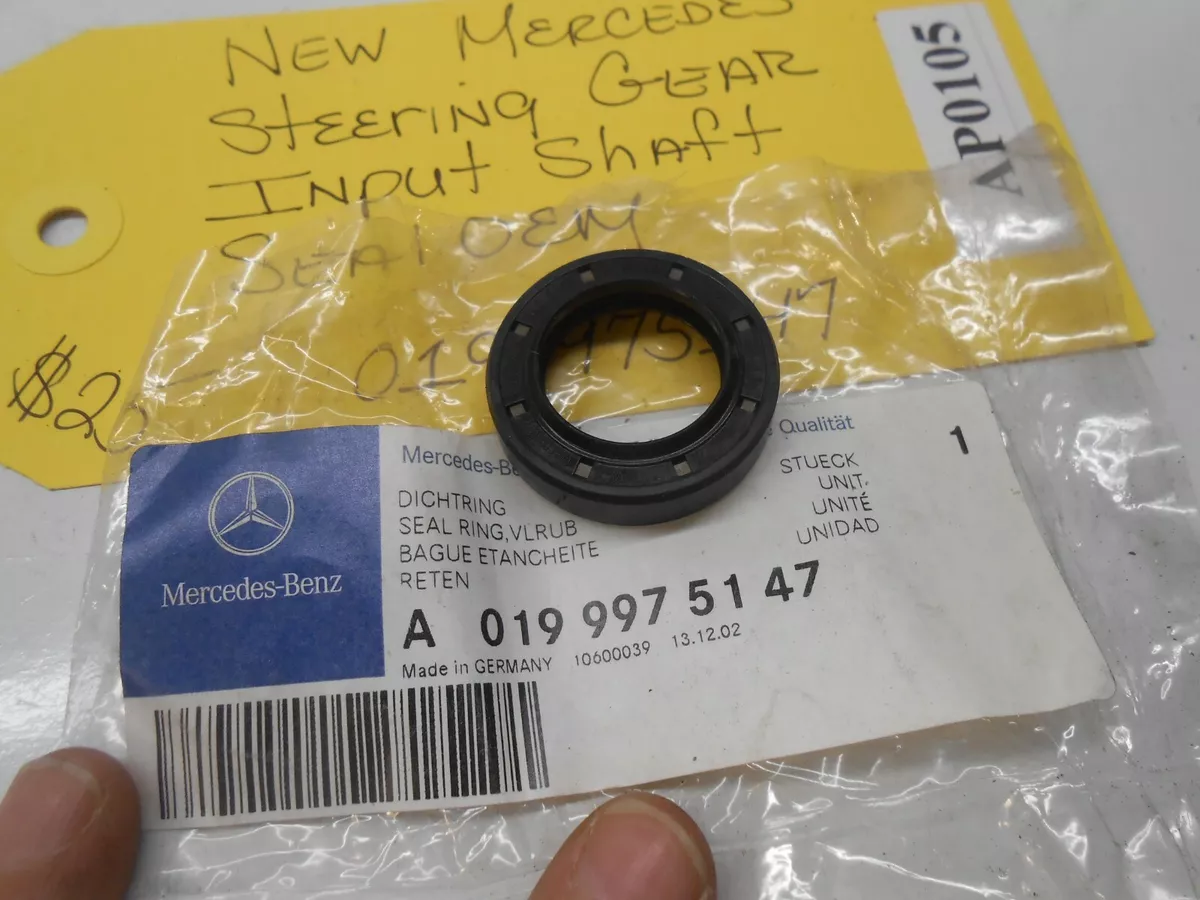 NEW MERCEDES
STEERING GEAR
INPUT SHAFT
SEAL OEM
AP0105
Mercedes-Benz
Qualität
1
DICHTRING
SEAL RING,VLRUB
BAGUE ETANCHEITE
RETEN
STUECK
UNIT.
UNITÉ
UNIDAD
A 019 997 51 47
Made in GERMANY 10600039 13.12.02